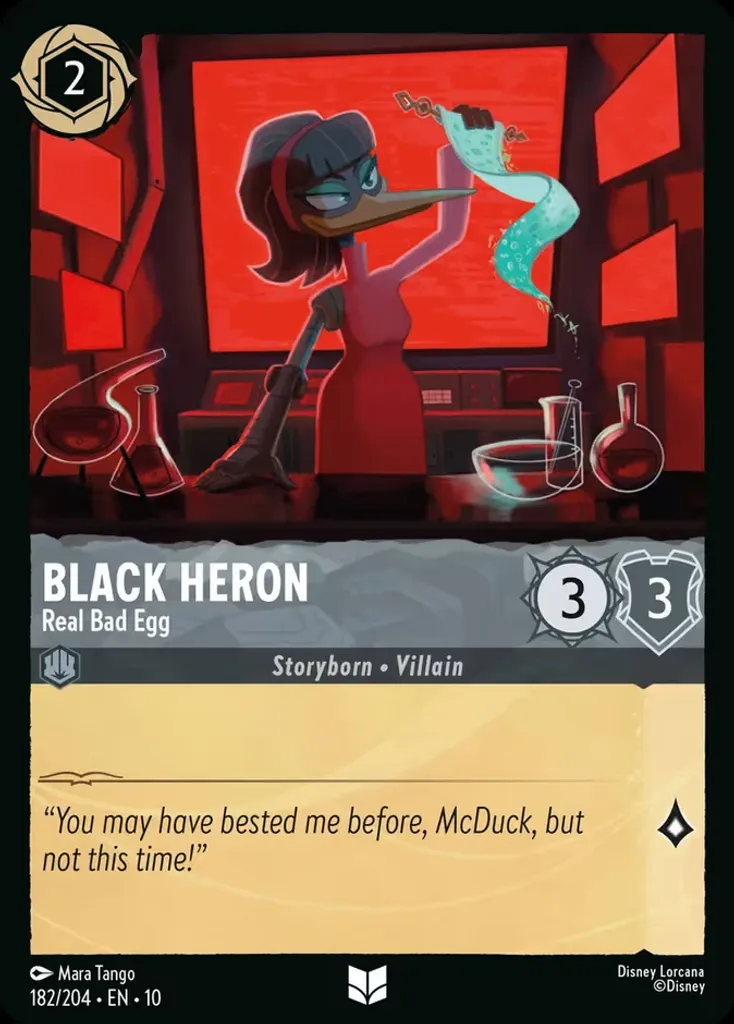 2
BLACK HERON
Real Bad Egg
3
3
Storyborn • Villain
“You may have bested me before, McDuck, but
not this time!”
Mara Tango
182/204 • EN • 10
Disney Lorcana
©Disney